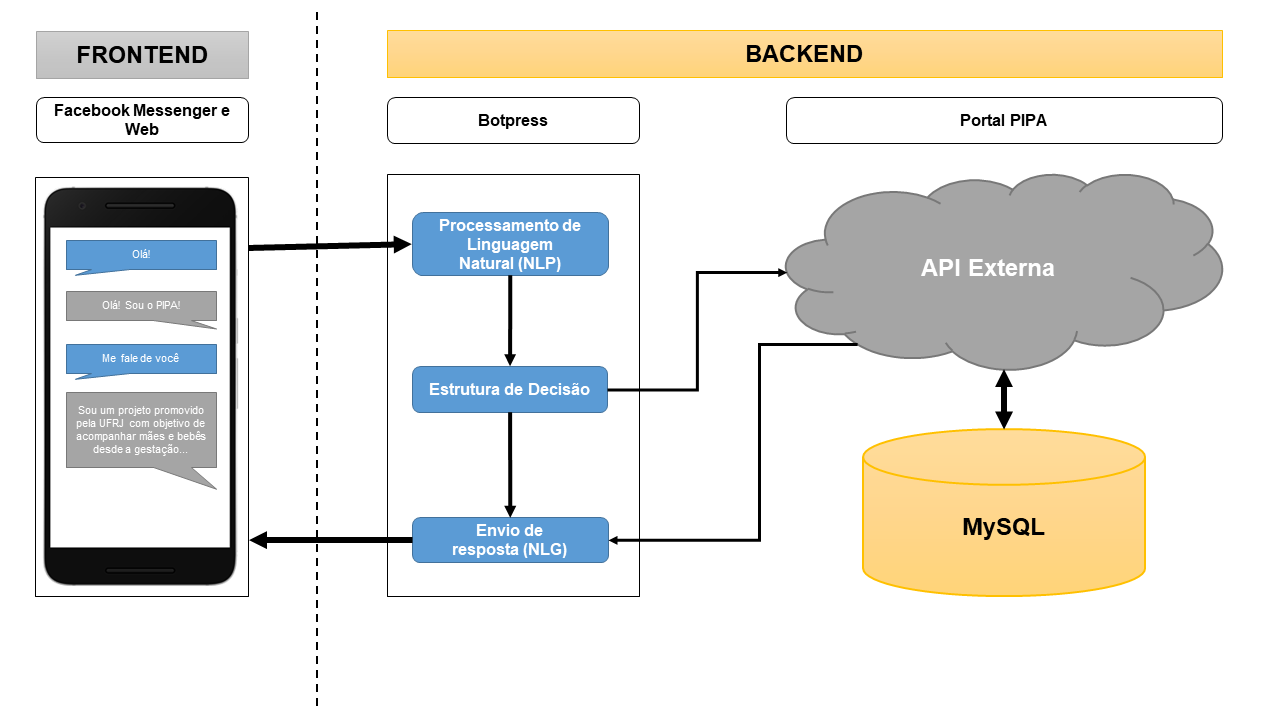 FRONTEND
BACKEND
Facebook Messenger e
Web
Botpress
Portal PIPA
Olá!
Olá! Sou o PIPA!
Me fale de você
Sou um projeto promovido
pela UFRJ com objetivo de
acompanhar mães e bebês
desde a gestação...
Processamento de
Linguagem
Natural (NLP)
Estrutura de Decisão
Envio de
resposta (NLG)
API Externa
MySQL